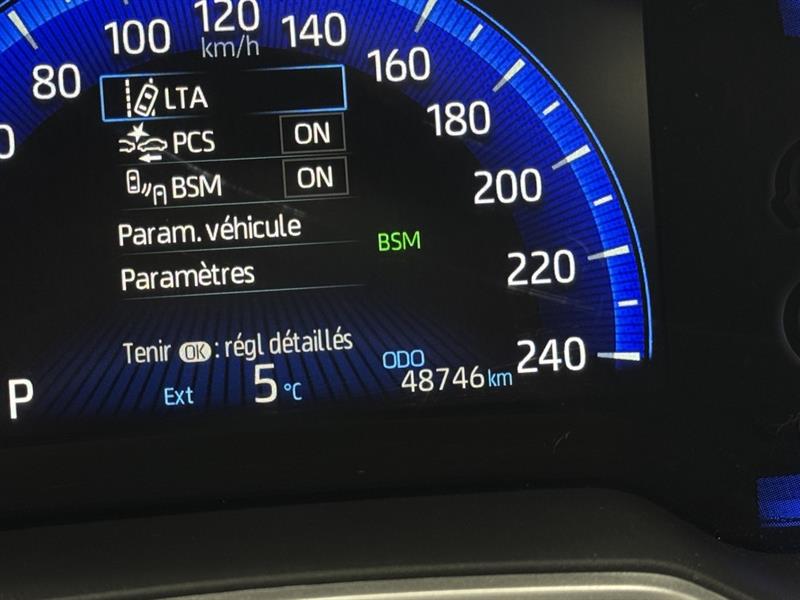 120
100
140
km/h
80
160
LTA
PCS ON
180
BSM ON
200
Param. véhicule
BSM
Paramètres
220
Tenir OK : régl détaillés
ODO
240
P
Ext 5 °C
48746 km